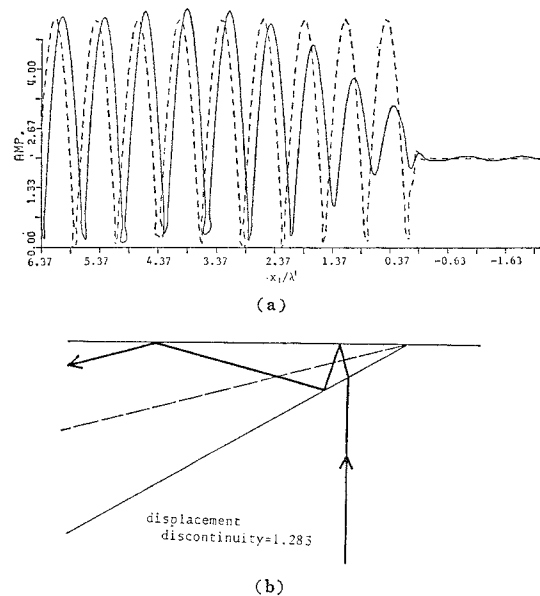 4.00
2.67
AMP.
1.33
0.00
6.37 5.37 4.37 3.37 2.37 1.37 0.37 -0.63 -1.63
-x₁/λ'
(a)
displacement
discontinuity=1.283
(b)